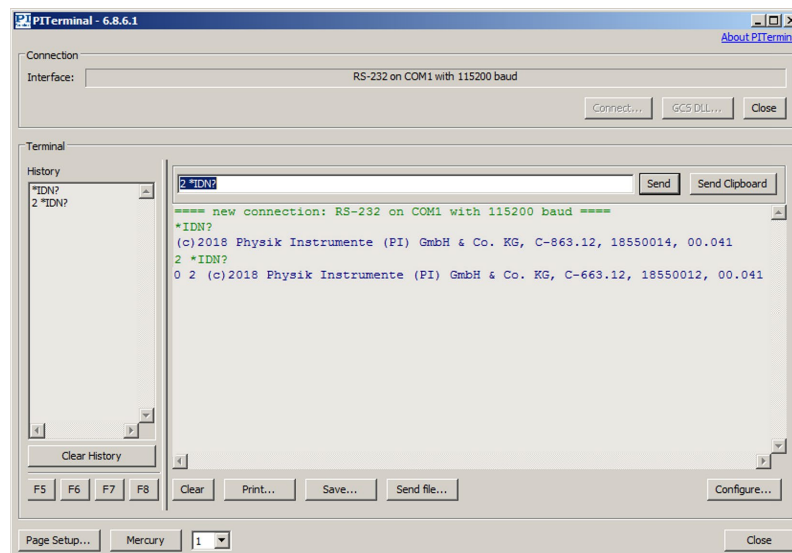 PITerminal - 6.8.6.1
About PITermin
Connection
Interface: RS-232 on COM1 with 115200 baud
Connect... GCS DLL... Close
Terminal
History
*IDN?
2 *IDN?
Clear History
F5 F6 F7 F8
2 *IDN? Send Send Clipboard
==== new connection: RS-232 on COM1 with 115200 baud ====
*IDN?
(c)2018 Physik Instrumente (PI) GmbH & Co. KG, C-863.12, 18550014, 00.041
2 *IDN?
0 2 (c)2018 Physik Instrumente (PI) GmbH & Co. KG, C-663.12, 18550012, 00.041
Clear Print... Save... Send file... Configure...
Page Setup... Mercury 1 Close